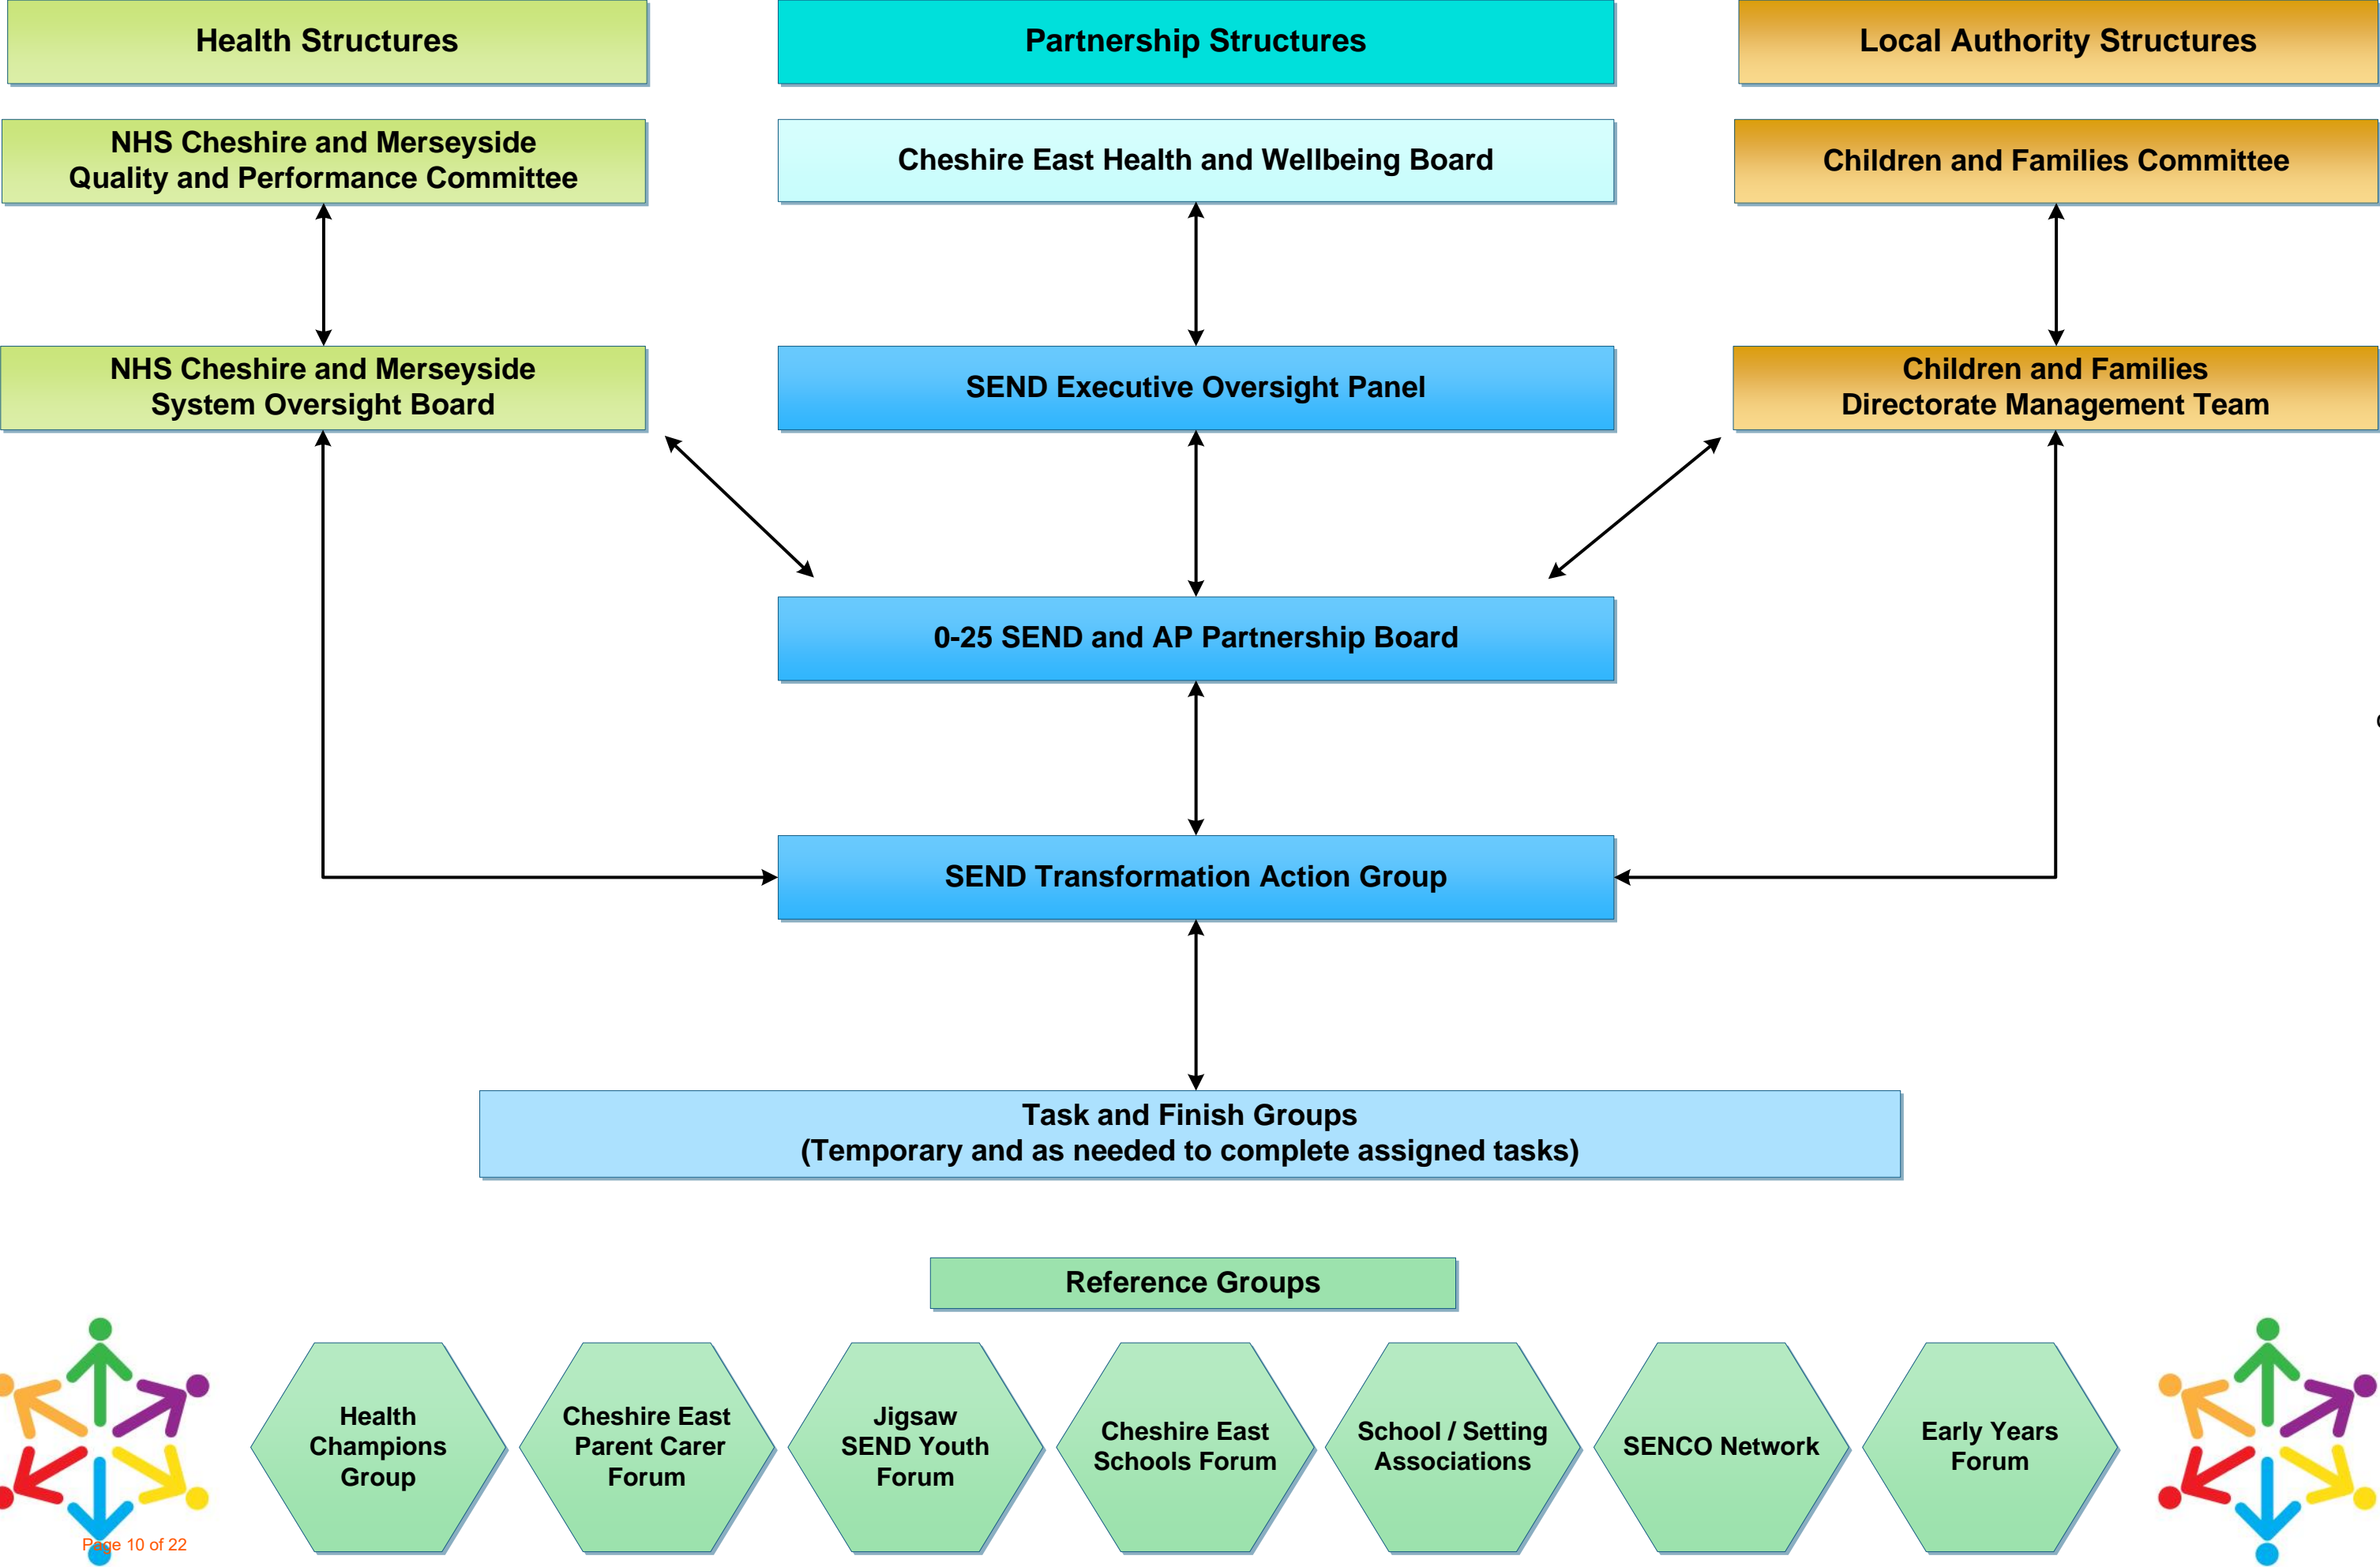 Health Structures
Partnership Structures
Local Authority Structures
NHS Cheshire and Merseyside
Quality and Performance Committee
Cheshire East Health and Wellbeing Board
Children and Families Committee
NHS Cheshire and Merseyside
System Oversight Board
SEND Executive Oversight Panel
Children and Families
Directorate Management Team
0-25 SEND and AP Partnership Board
SEND Transformation Action Group
Task and Finish Groups
(Temporary and as needed to complete assigned tasks)
Reference Groups
Health
Champions
Group
Cheshire East
Parent Carer
Forum
Jigsaw
SEND Youth
Forum
Cheshire East
Schools Forum
School / Setting
Associations
SENCO Network
Early Years
Forum
Page 10 of 22